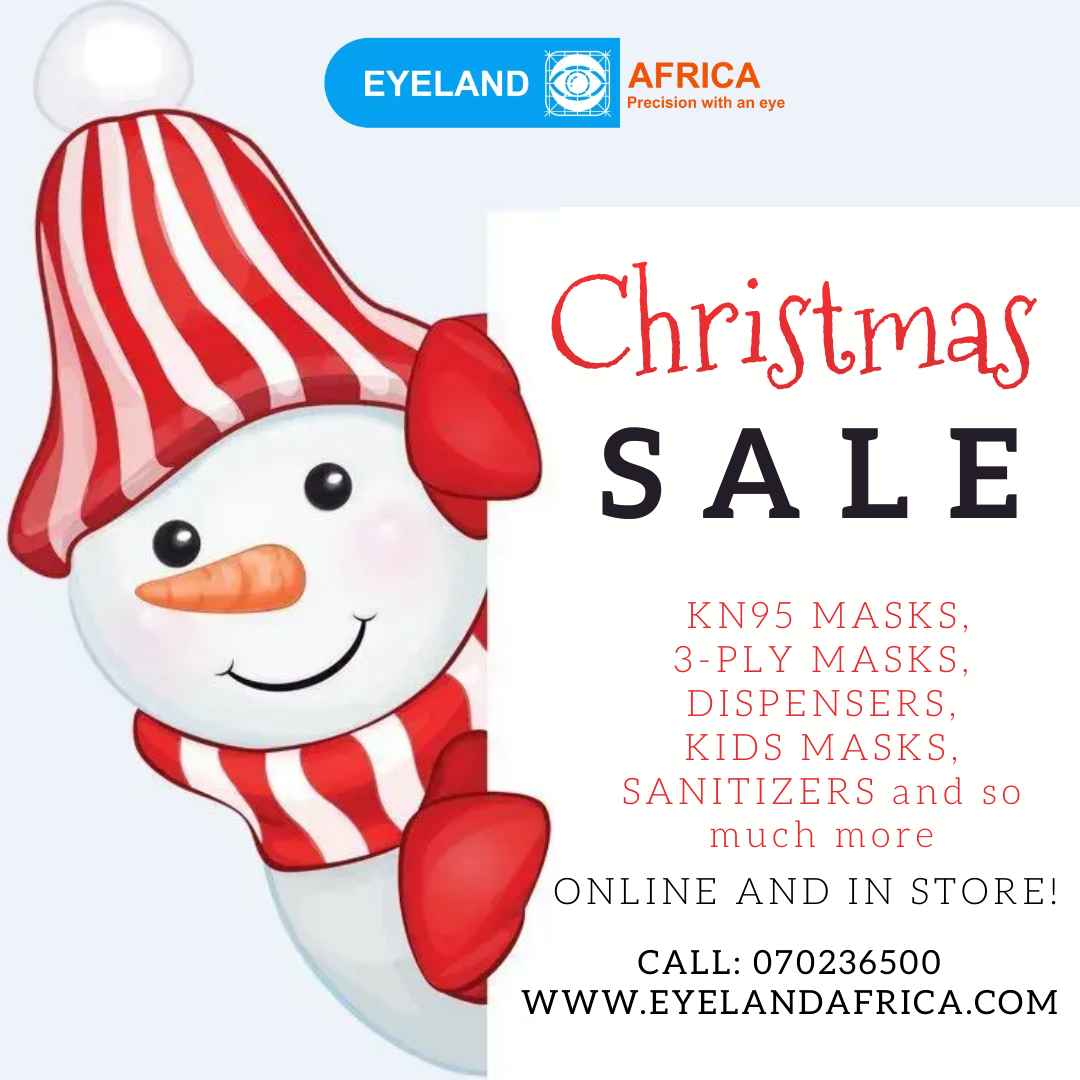 EYELAND AFRICA
Precision with an eye
Christmas
SALE
KN95 MASKS,
3-PLY MASKS,
DISPENSERS,
KIDS MASKS,
SANITIZERS and so
much more
ONLINE AND IN STORE!
CALL: 070236500
WWW.EYELANDAFRICA.COM